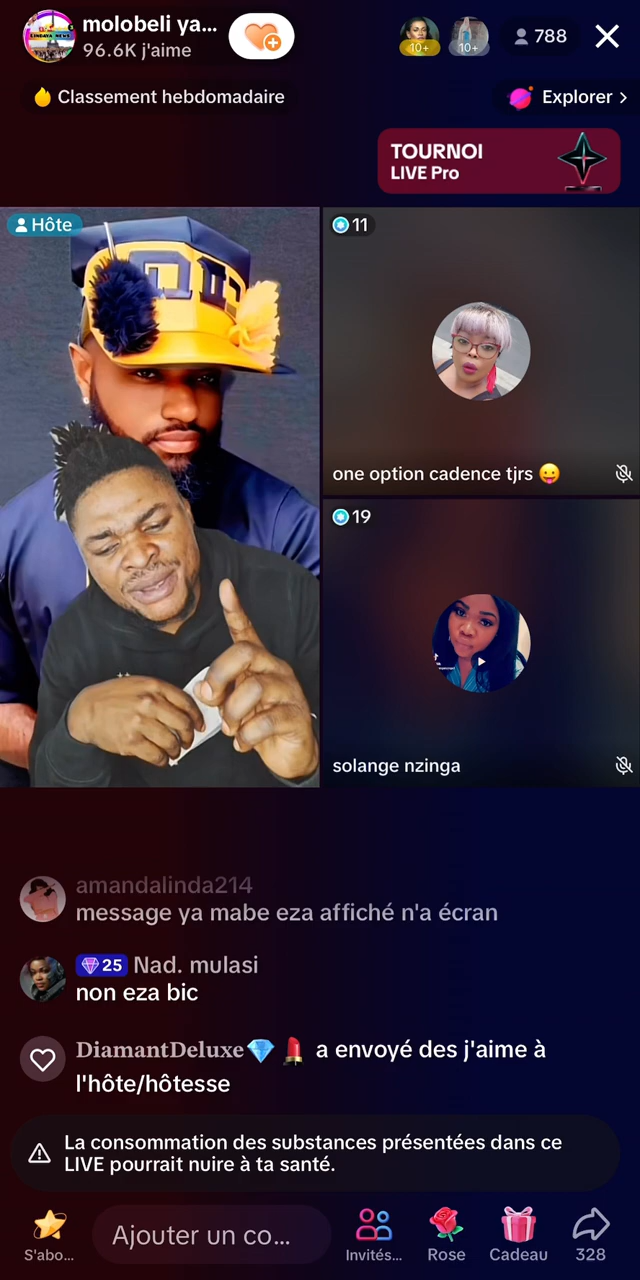 molobeli ya...
96.6K j'aime
10+
10+
788
Classement hebdomadaire
Explorer
TOURNOI
LIVE Pro
Hôte
11
one option cadence tjrs 😛
19
solange nzinga
amandalinda214
message ya mabe eza affiché n'a écran
25 Nad. mulasi
non eza bic
DiamantDeluxe💎💄 a envoyé des j'aime à
l'hôte/hôtesse
La consommation des substances présentées dans ce
LIVE pourrait nuire à ta santé.
Ajouter un co...
S'abo...
Invités...
Rose
Cadeau
328